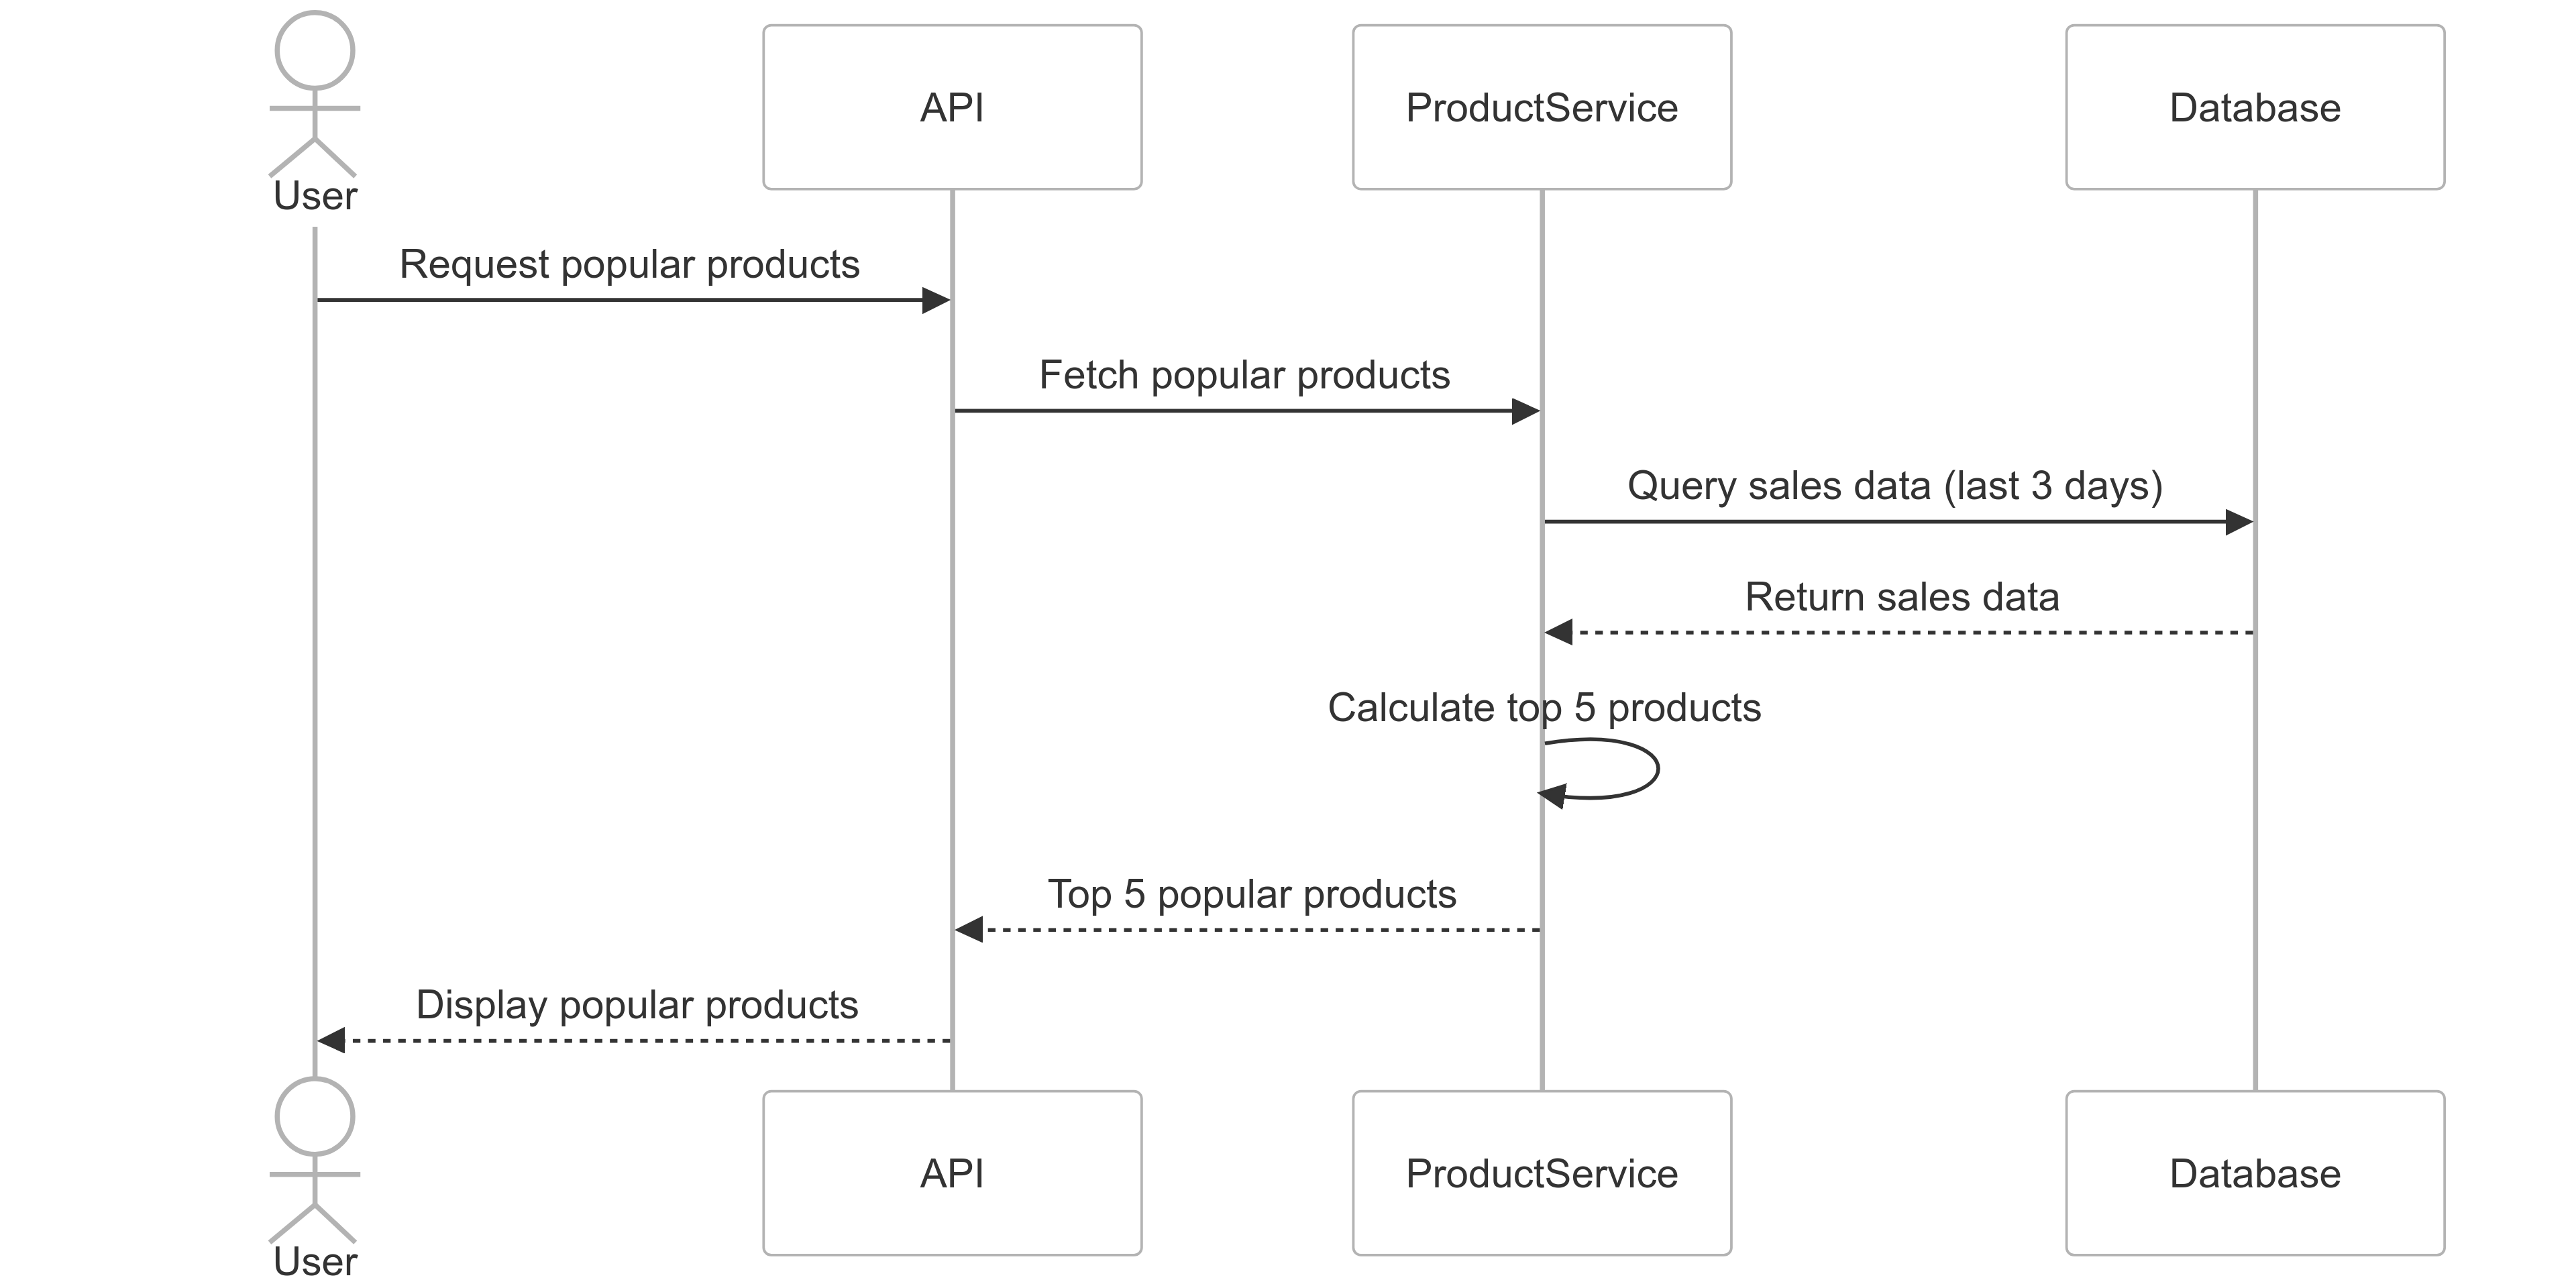 User
API
ProductService
Database
Request popular products
Fetch popular products
Query sales data (last 3 days)
Return sales data
Calculate top 5 products
Top 5 popular products
Display popular products
User
API
ProductService
Database